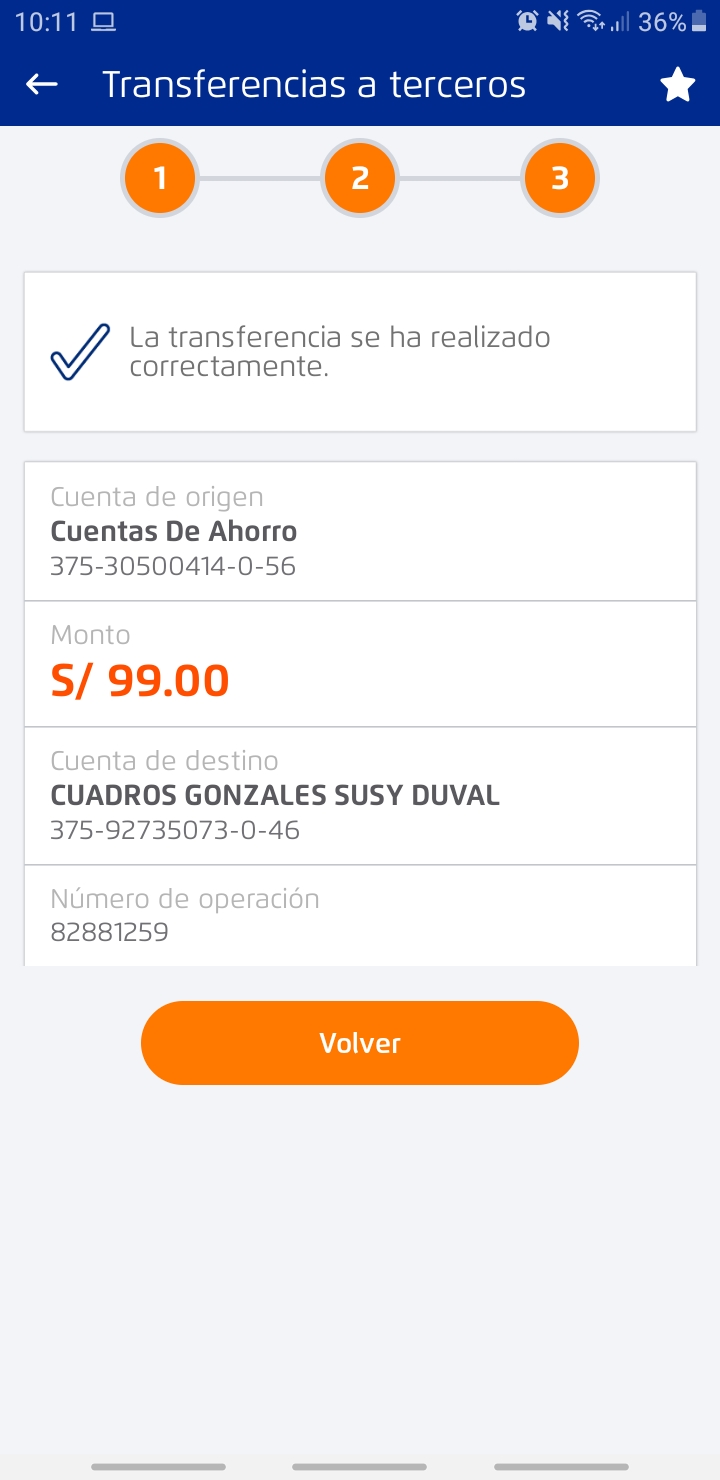 10:11 36%
Transferencias a terceros
1 2 3
La transferencia se ha realizado
correctamente.
Cuenta de origen
Cuentas De Ahorro
375-30500414-0-56
Monto
S/ 99.00
Cuenta de destino
CUADROS GONZALES SUSY DUVAL
375-92735073-0-46
Número de operación
82881259
Volver